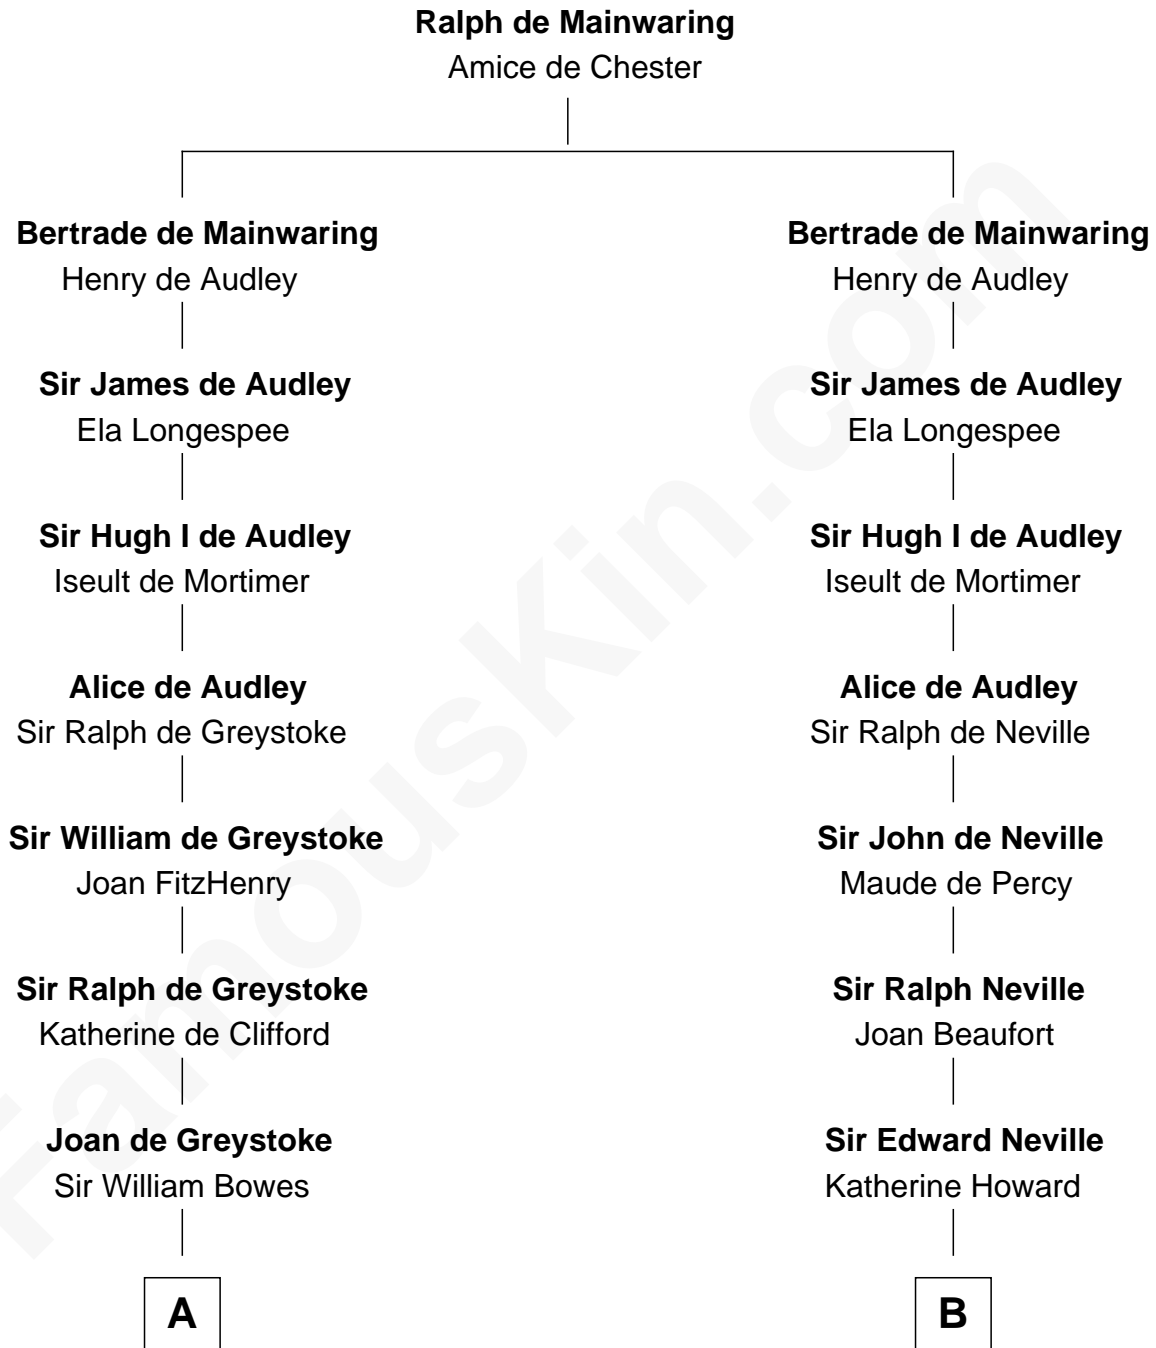 Ralph de Mainwaring
Amice de Chester
Bertrade de Mainwaring
Henry de Audley
Bertrade de Mainwaring
Henry de Audley
Sir James de Audley
Ela Longespee
Sir James de Audley
Ela Longespee
Sir Hugh I de Audley
Iseult de Mortimer
Sir Hugh I de Audley
Iseult de Mortimer
Alice de Audley
Sir Ralph de Greystoke
Alice de Audley
Sir Ralph de Neville
Sir William de Greystoke
Joan FitzHenry
Sir John de Neville
Maude de Percy
Sir Ralph de Greystoke
Katherine de Clifford
Sir Ralph Neville
Joan Beaufort
Joan de Greystoke
Sir William Bowes
Sir Edward Neville
Katherine Howard
A
B
FamousKin.com